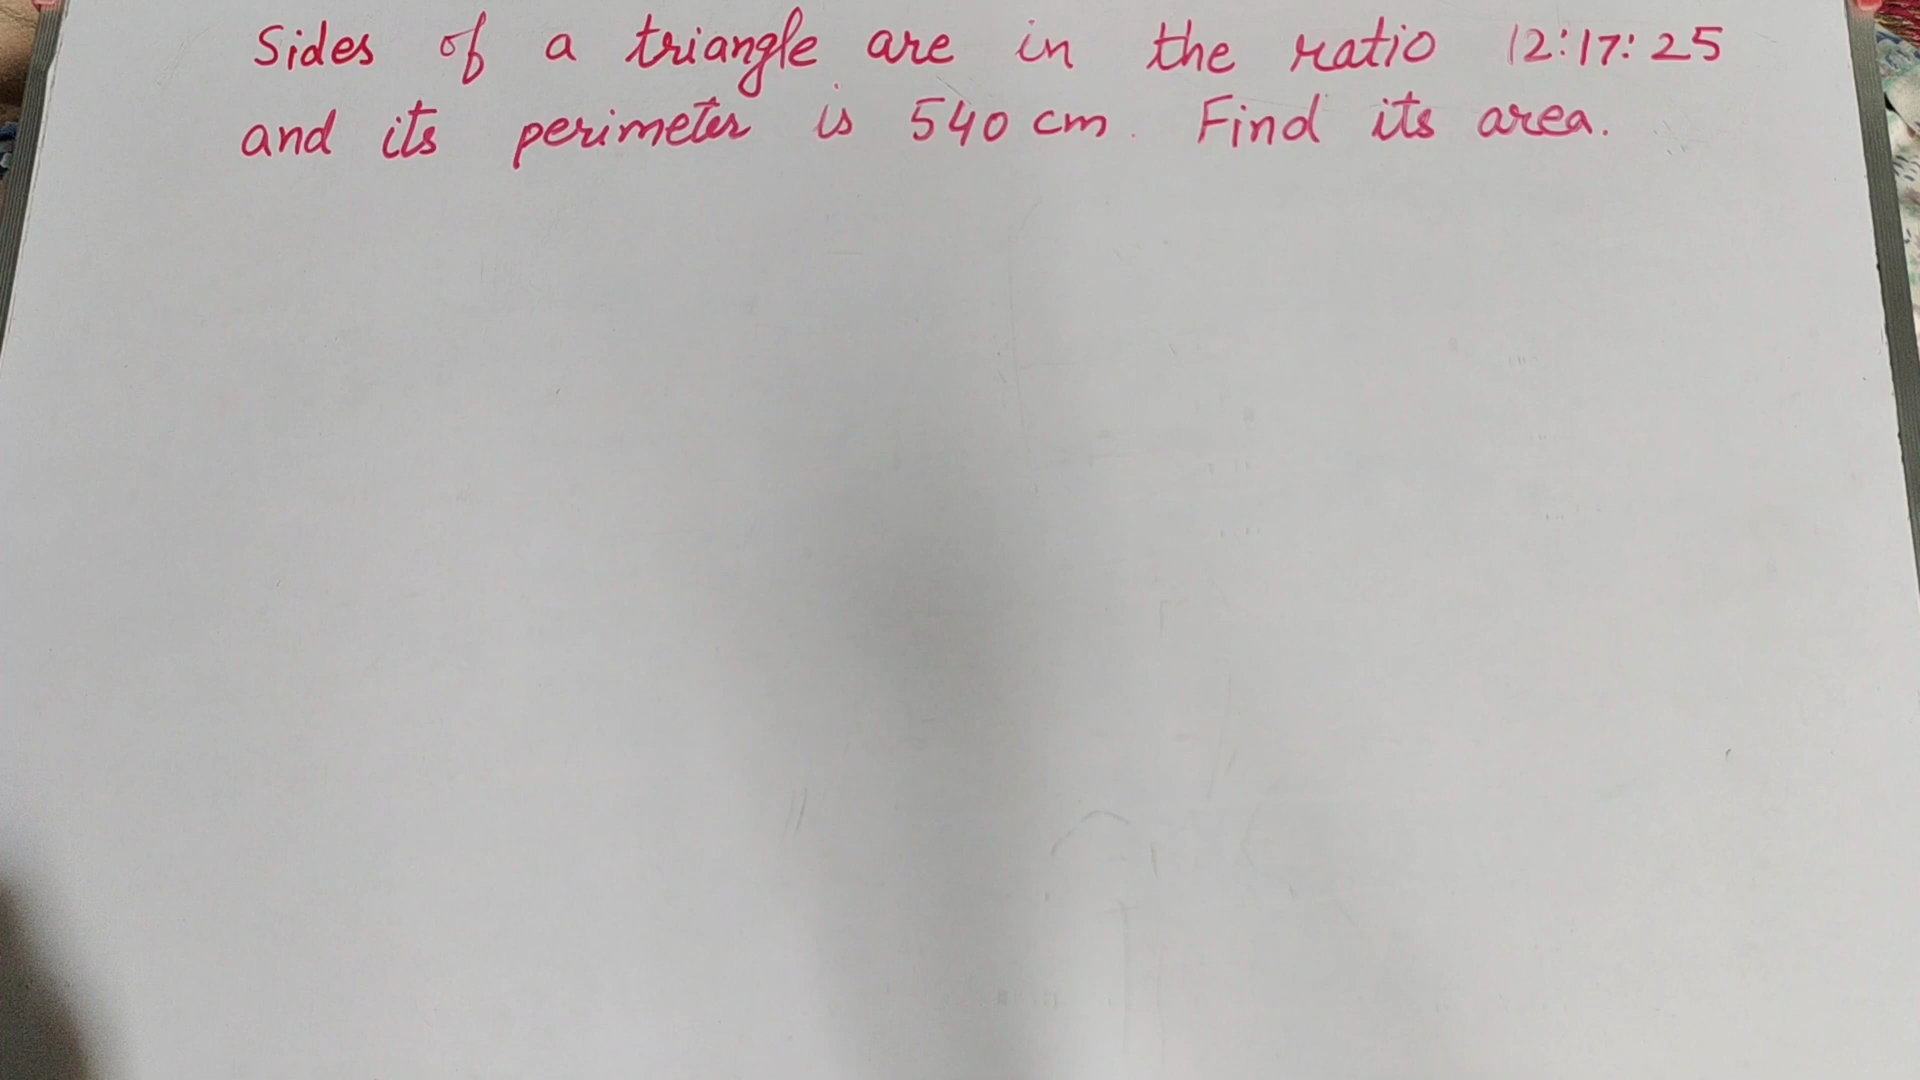 Sides of a triangle are in the ratio 12:17:25
and its perimeter is 540 cm. Find its area.